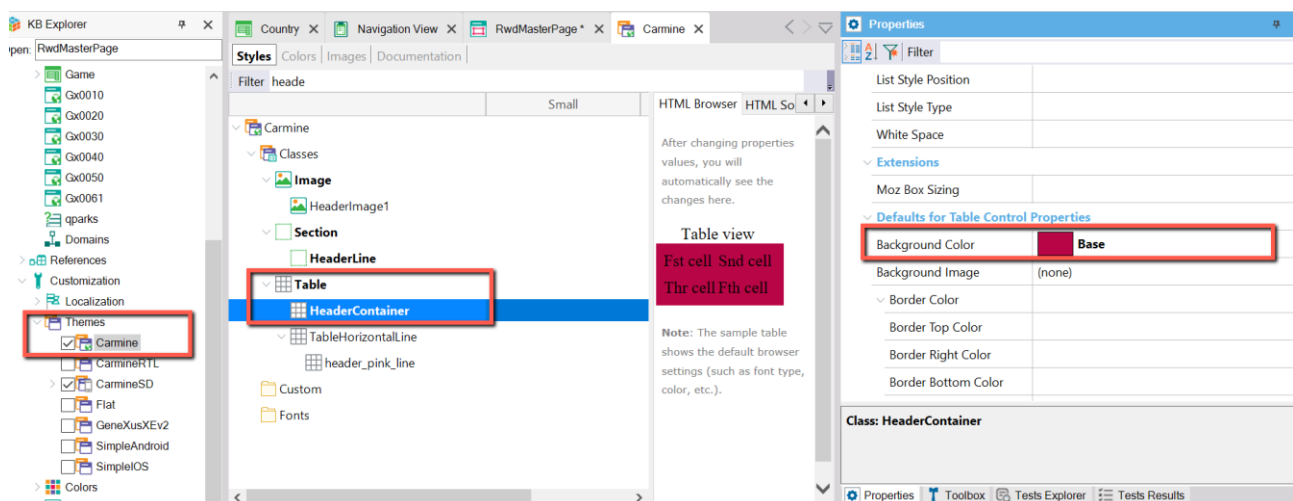 KB Explorer
Open: RwdMasterPage
Game
Gx0010
Gx0020
Gx0030
Gx0040
Gx0050
Gx0061
qparks
Domains
References
Customization
Localization
Themes
Carmine
CarmineRTL
CarmineSD
Flat
GeneXusXEv2
SimpleAndroid
SimpleIOS
Colors
Country Navigation View RwdMasterPage * Carmine
Styles Colors Images Documentation
Filter heade
Small
Carmine
Classes
Image
HeaderImage1
Section
HeaderLine
Table
HeaderContainer
TableHorizontalLine
header_pink_line
Custom
Fonts
HTML Browser HTML So
After changing properties
values, you will
automatically see the
changes here.
Table view
Fst cell Snd cell
Thr cell Fth cell
Note: The sample table
shows the default browser
settings (such as font type,
color, etc.).
Properties
Filter
List Style Position
List Style Type
White Space
Extensions
Moz Box Sizing
Defaults for Table Control Properties
Background Color Base
Background Image (none)
Border Color
Border Top Color
Border Right Color
Border Bottom Color
Class: HeaderContainer
Properties Toolbox Tests Explorer Tests Results